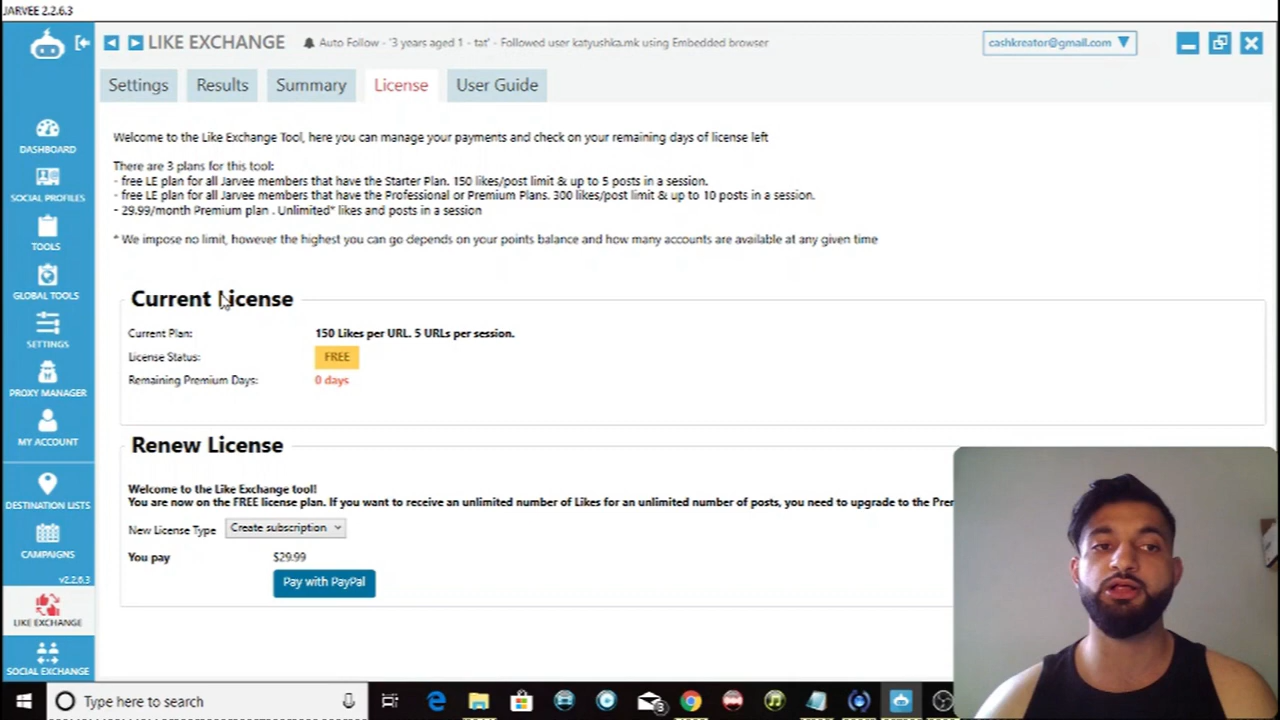 JARVEE 2.2.6.3
LIKE EXCHANGE
Auto Follow - '3 years aged 1 - tat' - Followed user katyushka.mk using Embedded browser
cashkreator@gmail.com
Settings
Results
Summary
License
User Guide
DASHBOARD
SOCIAL PROFILES
TOOLS
GLOBAL TOOLS
SETTINGS
PROXY MANAGER
MY ACCOUNT
DESTINATION LISTS
CAMPAIGNS
v2.2.6.3
LIKE EXCHANGE
SOCIAL EXCHANGE
Welcome to the Like Exchange Tool, here you can manage your payments and check on your remaining days of license left
There are 3 plans for this tool:
- free LE plan for all Jarvee members that have the Starter Plan. 150 likes/post limit & up to 5 posts in a session.
- free LE plan for all Jarvee members that have the Professional or Premium Plans. 300 likes/post limit & up to 10 posts in a session.
- 29.99/month Premium plan . Unlimited* likes and posts in a session
* We impose no limit, however the highest you can go depends on your points balance and how many accounts are available at any given time
Current License
Current Plan: 150 Likes per URL. 5 URLs per session.
License Status: FREE
Remaining Premium Days: 0 days
Renew License
Welcome to the Like Exchange tool!
You are now on the FREE license plan. If you want to receive an unlimited number of Likes for an unlimited number of posts, you need to upgrade to the Pre
New License Type Create subscription
You pay $29.99
Pay with PayPal
Type here to search
3